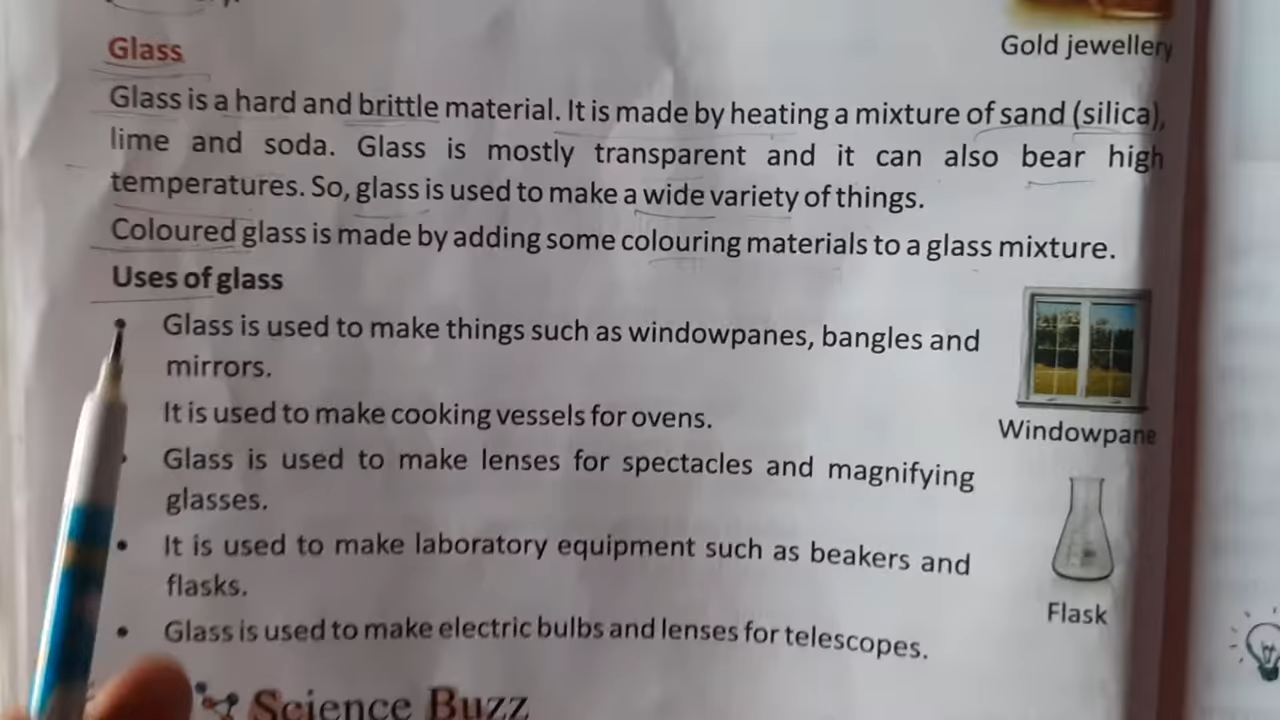 Gold jewellery
Glass
Glass is a hard and brittle material. It is made by heating a mixture of sand (silica),
lime and soda. Glass is mostly transparent and it can also bear high
temperatures. So, glass is used to make a wide variety of things.
Coloured glass is made by adding some colouring materials to a glass mixture.
Uses of glass
• Glass is used to make things such as windowpanes, bangles and
mirrors.
It is used to make cooking vessels for ovens.
• Glass is used to make lenses for spectacles and magnifying
glasses.
• It is used to make laboratory equipment such as beakers and
flasks.
• Glass is used to make electric bulbs and lenses for telescopes.
Windowpane
Flask
Science Buzz